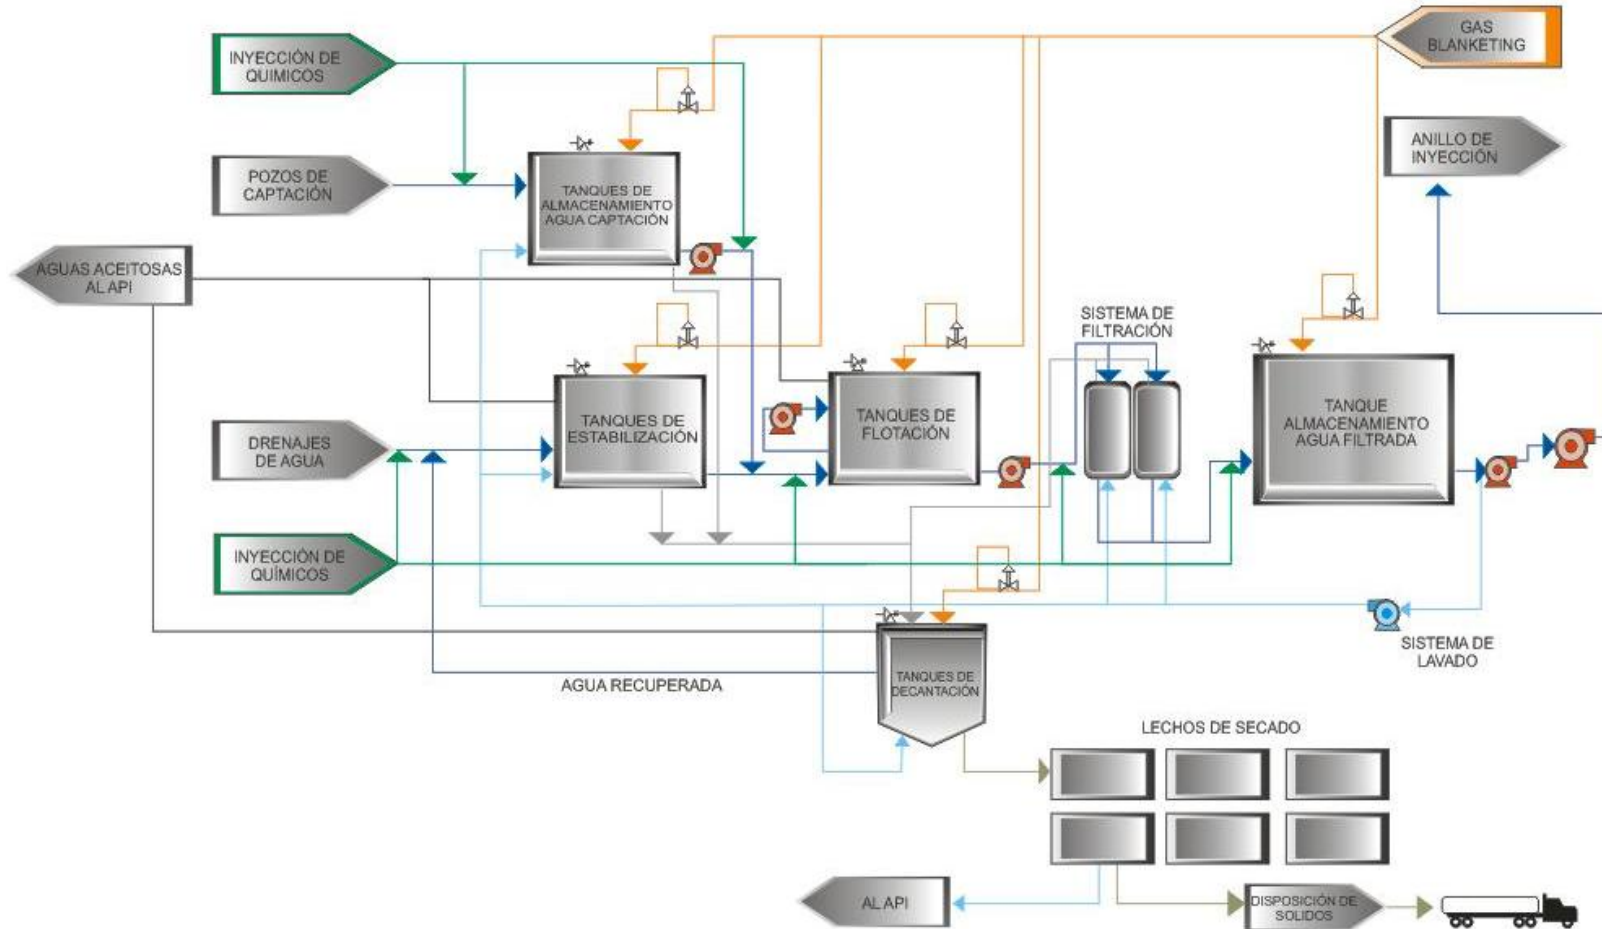 GAS
BLANKETING
INYECCIÓN DE
QUIMICOS
ANILLO DE
INYECCIÓN
POZOS DE
CAPTACIÓN
TANQUES DE
ALMACENAMIENTO
AGUA CAPTACIÓN
AGUAS ACEITOSAS
AL API
SISTEMA DE
FILTRACIÓN
TANQUES DE
ESTABILIZACIÓN
TANQUES DE
FLOTACIÓN
TANQUE
ALMACENAMIENTO
AGUA FILTRADA
DRENAJES
DE AGUA
INYECCIÓN DE
QUÍMICOS
SISTEMA DE
LAVADO
AGUA RECUPERADA
TANQUES DE
DECANTACIÓN
LECHOS DE SECADO
AL API
DISPOSICIÓN DE
SOLIDOS